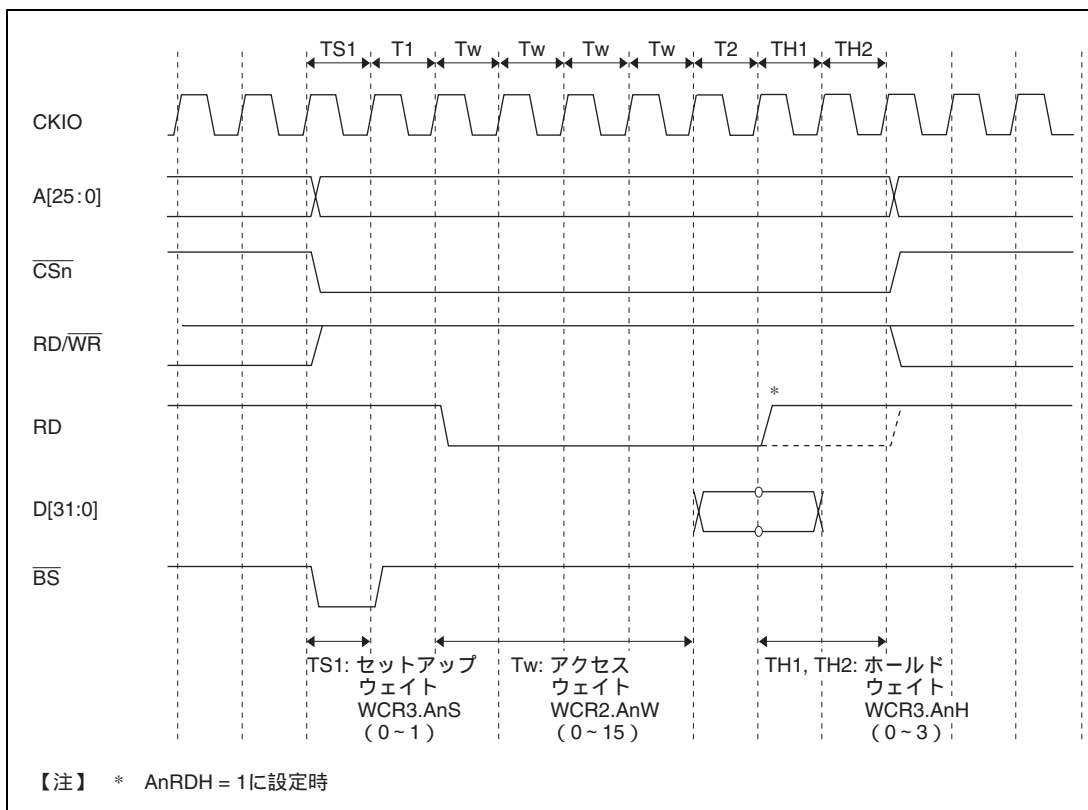 TS1 T1 Tw Tw Tw Tw T2 TH1 TH2
CKIO
A[25:0]
CSn
RD/WR
*
RD
D[31:0]
BS
TS1: セットアップ
ウェイト
WCR3.AnS
(0~1)
Tw: アクセス
ウェイト
WCR2.AnW
(0~15)
TH1, TH2: ホールド
ウェイト
WCR3.AnH
(0~3)
【注】 * AnRDH = 1に設定時